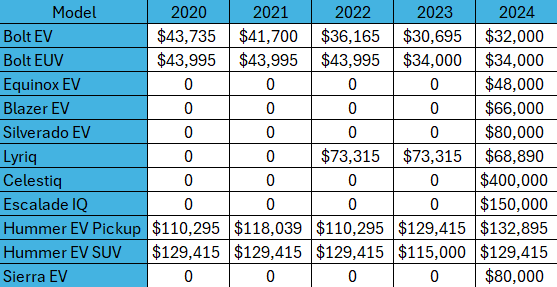 Model 2020 2021 2022 2023 2024
Bolt EV $43,735 $41,700 $36,165 $30,695 $32,000
Bolt EUV $43,995 $43,995 $43,995 $34,000 $34,000
Equinox EV 0 0 0 0 $48,000
Blazer EV 0 0 0 0 $66,000
Silverado EV 0 0 0 0 $80,000
Lyriq 0 0 $73,315 $73,315 $68,890
Celestiq 0 0 0 0 $400,000
Escalade IQ 0 0 0 0 $150,000
Hummer EV Pickup $110,295 $118,039 $110,295 $129,415 $132,895
Hummer EV SUV $129,415 $129,415 $129,415 $115,000 $129,415
Sierra EV 0 0 0 0 $80,000